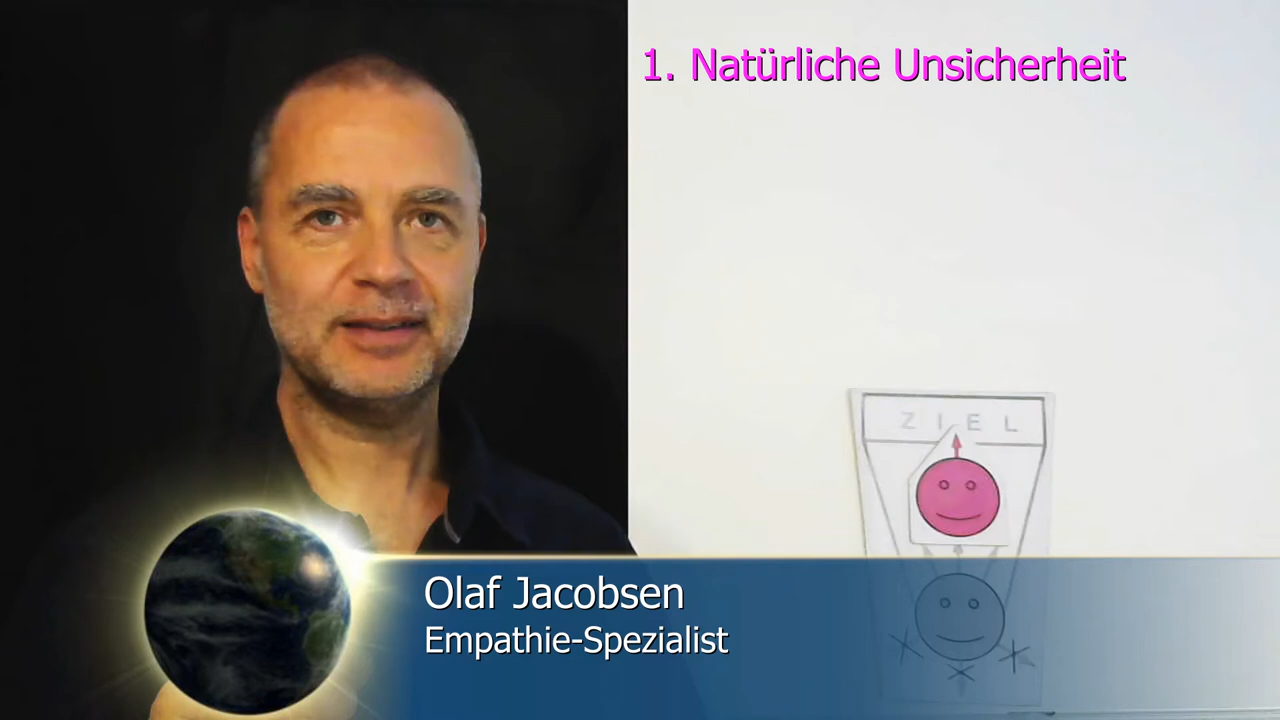 1. Natürliche Unsicherheit
ZIEL
Olaf Jacobsen
Empathie-Spezialist